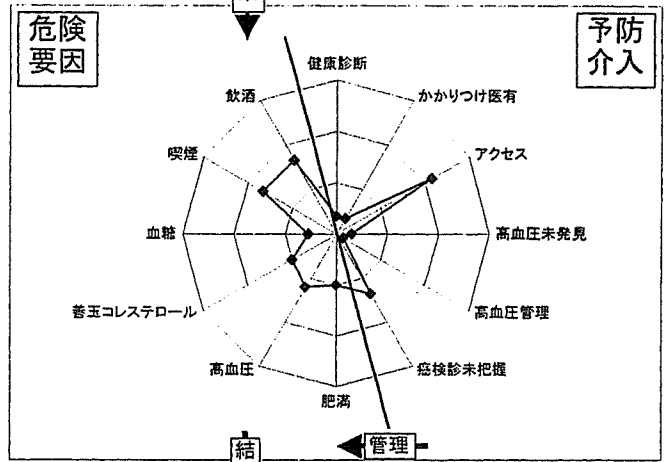 危険
要因
予防
介入
健康診断
飲酒
かかりつけ医有
喫煙
アクセス
血糖
高血圧未発見
善玉コレステロール
高血圧管理
高血圧
癌検診未把握
肥満
結
管理